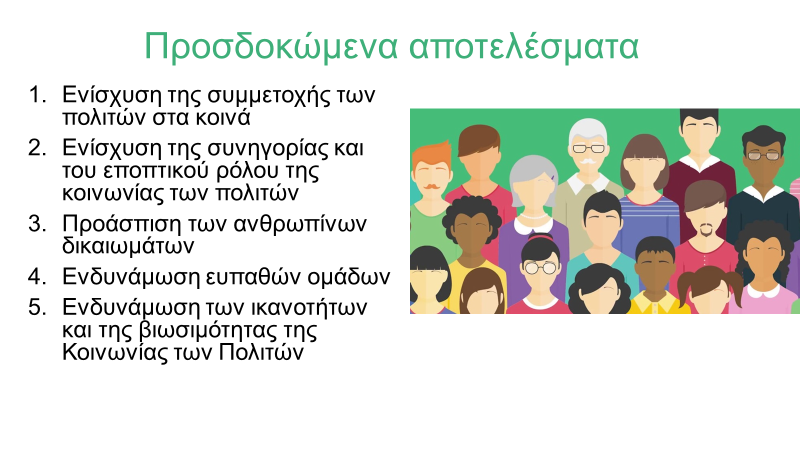 Προσδοκώμενα αποτελέσματα
1. Ενίσχυση της συμμετοχής των
πολιτών στα κοινά
2. Ενίσχυση της συνηγορίας και
του εποπτικού ρόλου της
κοινωνίας των πολιτών
3. Προάσπιση των ανθρωπίνων
δικαιωμάτων
4. Ενδυνάμωση ευπαθών ομάδων
5. Ενδυνάμωση των ικανοτήτων
και της βιωσιμότητας της
Κοινωνίας των Πολιτών